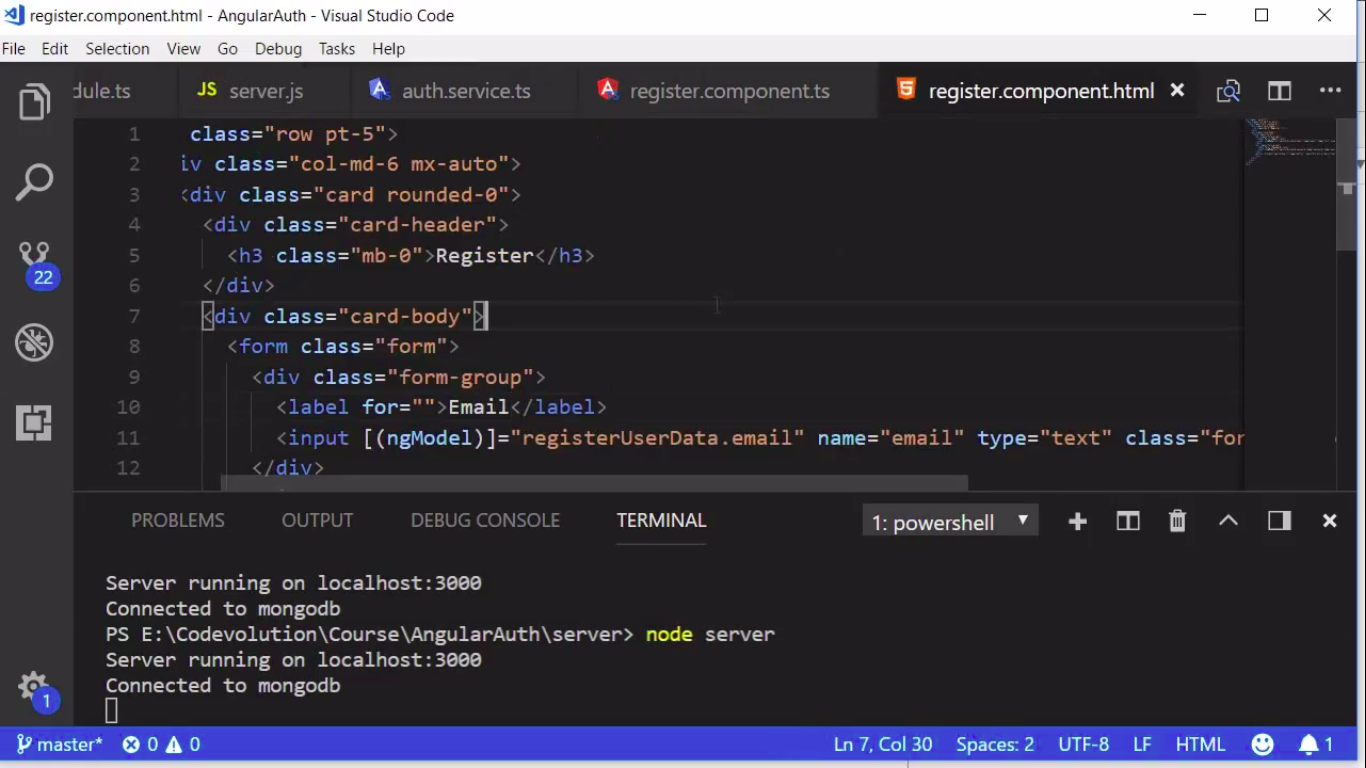 register.component.html - AngularAuth - Visual Studio Code
File Edit Selection View Go Debug Tasks Help
dule.ts JS server.js auth.service.ts register.component.ts register.component.html
1 class="row pt-5">
2 iv class="col-md-6 mx-auto">
3 <div class="card rounded-0">
4 <div class="card-header">
5 <h3 class="mb-0">Register</h3>
6 </div>
7 <div class="card-body">
8 <form class="form">
9 <div class="form-group">
10 <label for="">Email</label>
11 <input [(ngModel)]="registerUserData.email" name="email" type="text" class="for
12 </div>
22
PROBLEMS OUTPUT DEBUG CONSOLE TERMINAL 1: powershell
Server running on localhost:3000
Connected to mongodb
PS E:\Codevolution\Course\AngularAuth\server> node server
Server running on localhost:3000
Connected to mongodb
1
master* 0 0 Ln 7, Col 30 Spaces: 2 UTF-8 LF HTML 1